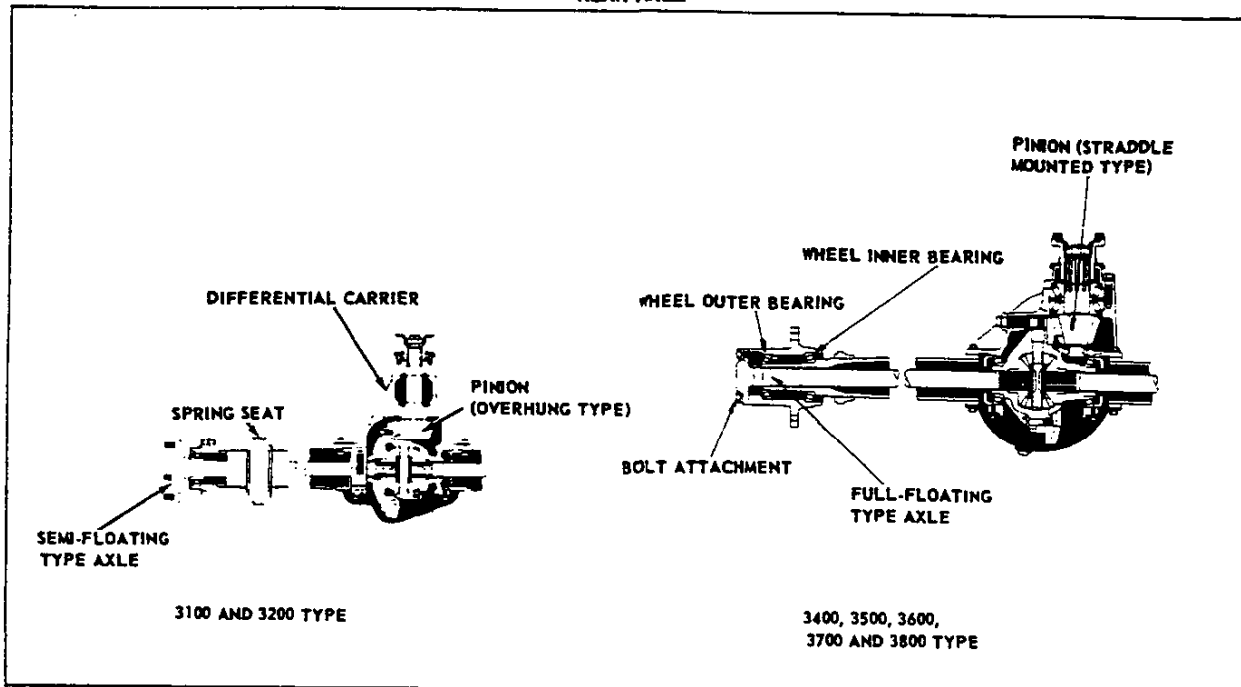 PINION (STRADDLE
MOUNTED TYPE)
WHEEL INNER BEARING
DIFFERENTIAL CARRIER
WHEEL OUTER BEARING
PINION
(OVERHUNG TYPE)
SPRING SEAT
BOLT ATTACHMENT
FULL-FLOATING
TYPE AXLE
SEMI-FLOATING
TYPE AXLE
3100 AND 3200 TYPE
3400, 3500, 3600,
3700 AND 3800 TYPE